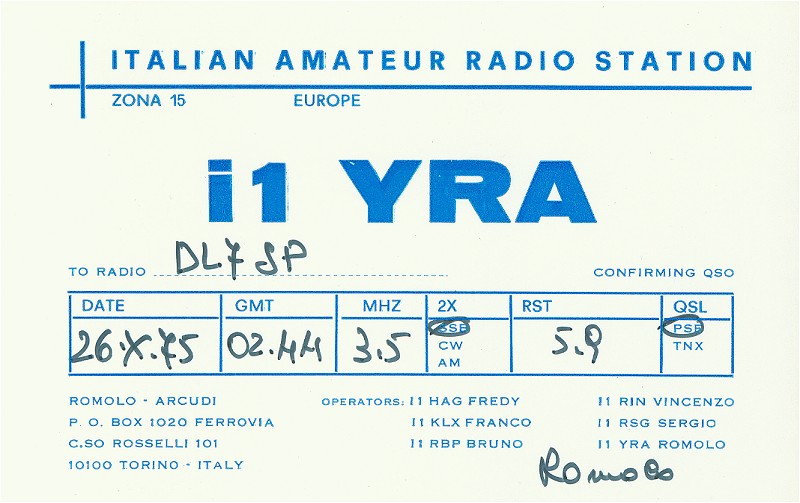 ITALIAN AMATEUR RADIO STATION
ZONA 15 EUROPE
i1 YRA
TO RADIO DL7SP CONFIRMING QSO
DATE GMT MHZ 2X RST QSL
26.X.75 02.44 3.5 SSB 5.9 PSE
CW TNX
AM
ROMOLO - ARCUDI OPERATORS: I1 HAG FREDY I1 RIN VINCENZO
P. O. BOX 1020 FERROVIA I1 KLX FRANCO I1 RSG SERGIO
C.SO ROSSELLI 101 I1 RBP BRUNO I1 YRA ROMOLO
10100 TORINO - ITALY Romolo